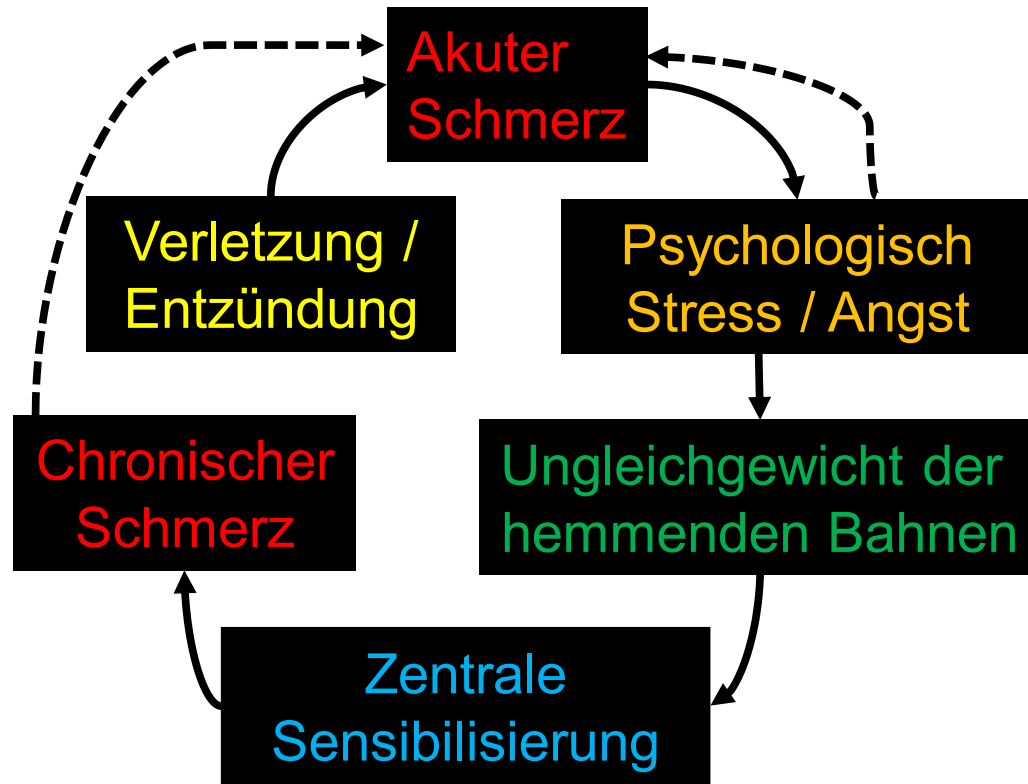 Akuter
Schmerz
Verletzung /
Entzündung
Psychologisch
Stress / Angst
Chronischer
Schmerz
Ungleichgewicht der
hemmenden Bahnen
Zentrale
Sensibilisierung